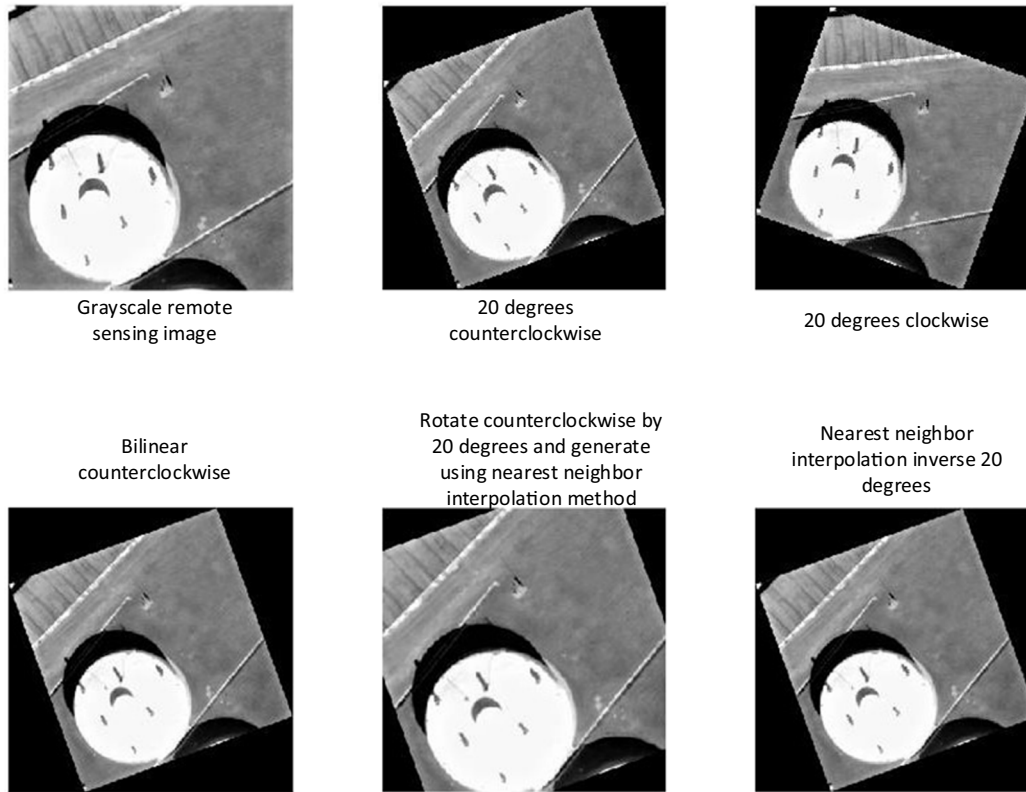 Grayscale remote
sensing image
20 degrees
counterclockwise
20 degrees clockwise
Bilinear
counterclockwise
Rotate counterclockwise by
20 degrees and generate
using nearest neighbor
interpolation method
Nearest neighbor
interpolation inverse 20
degrees